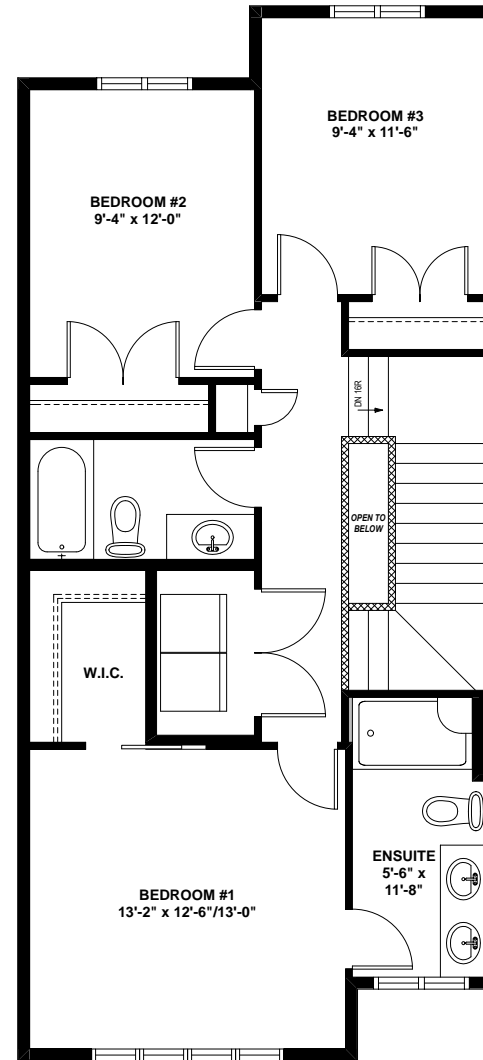 BEDROOM #3
9'-4" x 11'-6"
BEDROOM #2
9'-4" x 12'-0"
DN 16R
OPEN TO
BELOW
W.I.C.
ENSUITE
5'-6" x
11'-8"
BEDROOM #1
13'-2" x 12'-6"/13'-0"